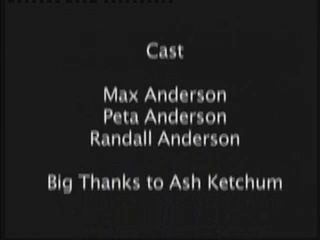 Cast
Max Anderson
Peta Anderson
Randall Anderson
Big Thanks to Ash Ketchum